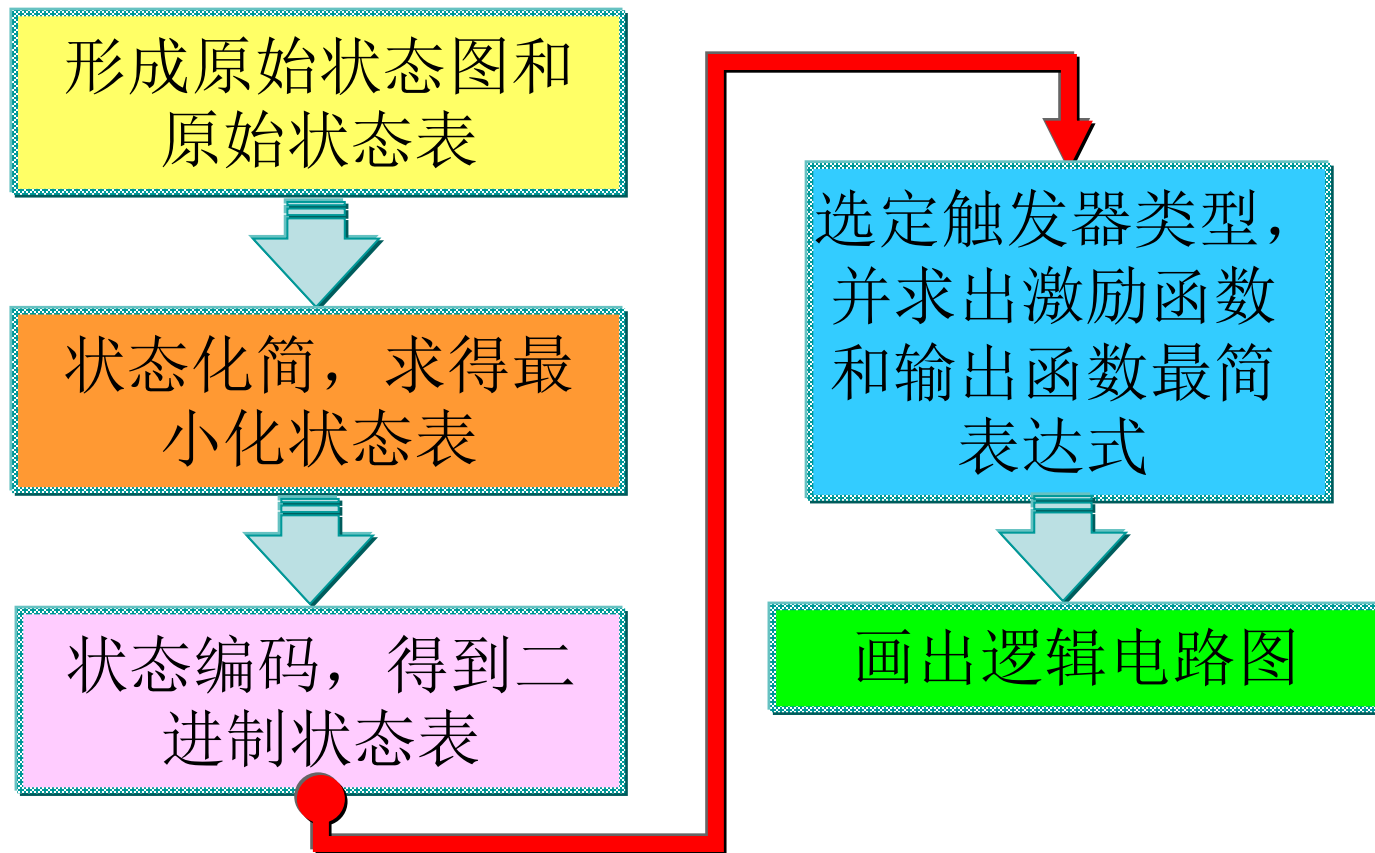 形成原始状态图和
原始状态表
状态化简，求得最
小化状态表
状态编码，得到二
进制状态表
选定触发器类型，
并求出激励函数
和输出函数最简
表达式
画出逻辑电路图